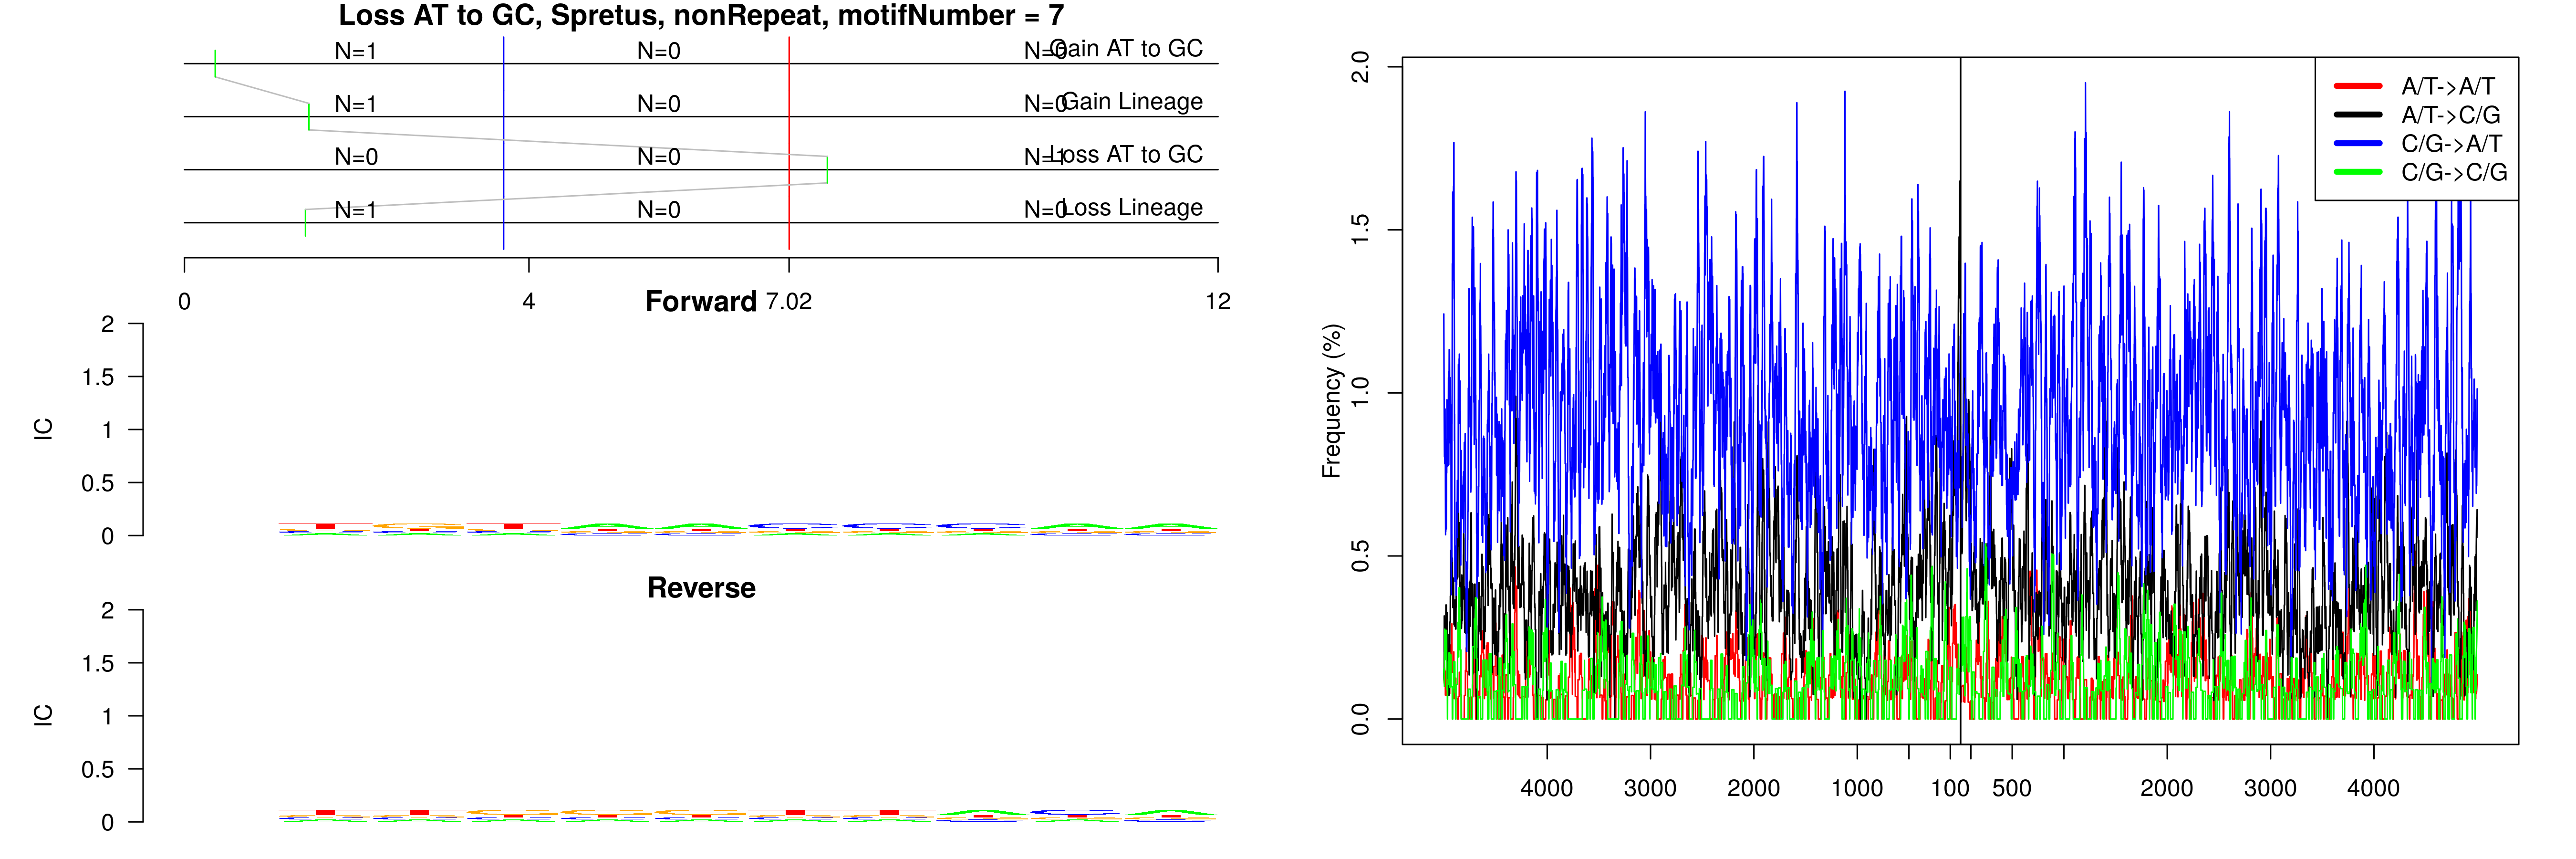 Loss AT to GC, Spretus, nonRepeat, motifNumber = 7
N=1 N=0 N=0 Gain AT to GC
N=1 N=0 N=0 Gain Lineage
N=0 N=0 N=1 Loss AT to GC
N=1 N=0 N=0 Loss Lineage
0 4 7.02 12
Forward
2
1.5
1
0.5
0
IC
TGTAACCCAA
Reverse
2
1.5
1
0.5
0
IC
TTGGGTTACA
2.0
1.5
1.0
0.5
0.0
Frequency (%)
A/T->A/T
A/T->C/G
C/G->A/T
C/G->C/G
4000 3000 2000 1000 100 500 2000 3000 4000